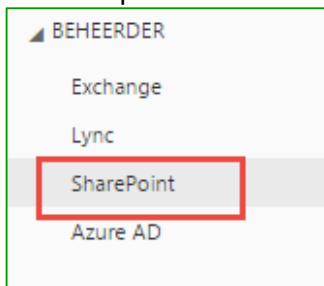 BEHEERDER
Exchange
Lync
SharePoint
Azure AD